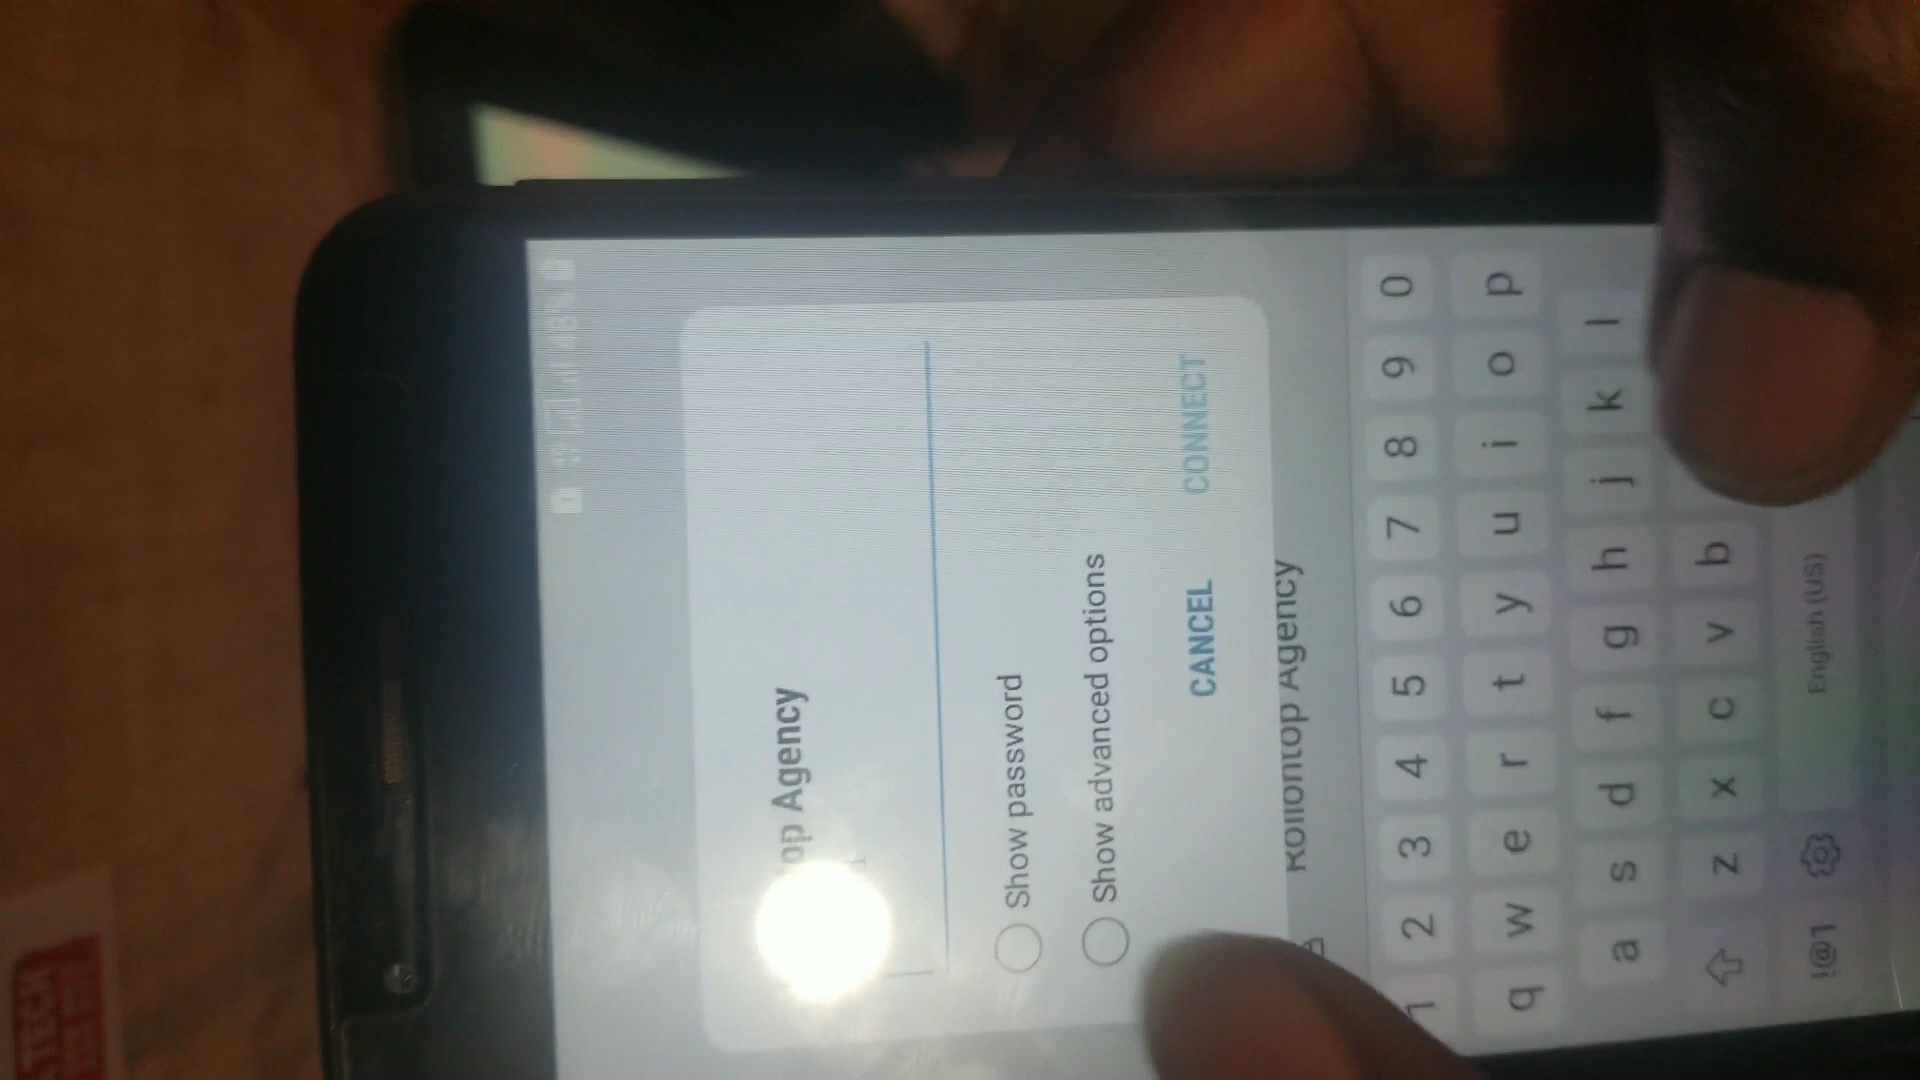 op Agency
Show password
Show advanced options
CANCEL CONNECT
Rollontop Agency
1 2 3 4 5 6 7 8 9 0
q w e r t y u i o p
a s d f g h j k l
z x c v b
!@1 English (US)
TECH